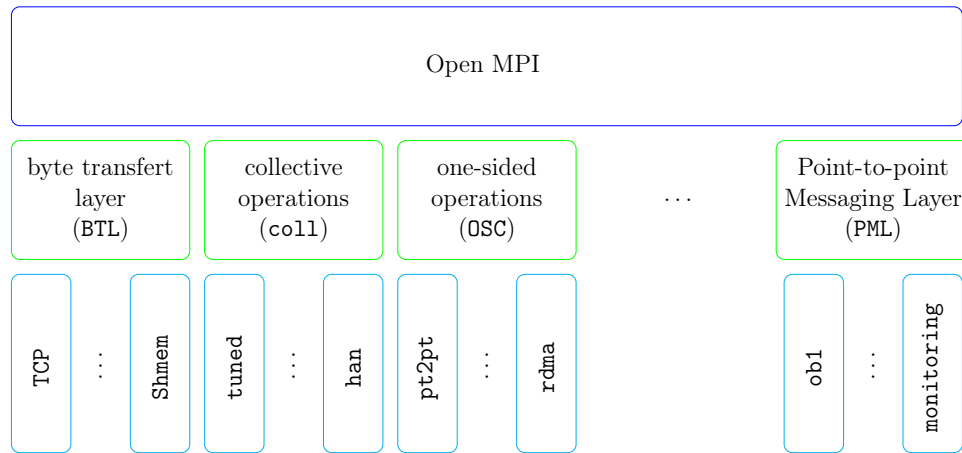 Open MPI
byte transfert
layer
(BTL)
collective
operations
(coll)
one-sided
operations
(OSC)
...
Point-to-point
Messaging Layer
(PML)
TCP
...
Shmem
tuned
...
han
pt2pt
...
rdma
ob1
...
monitoring